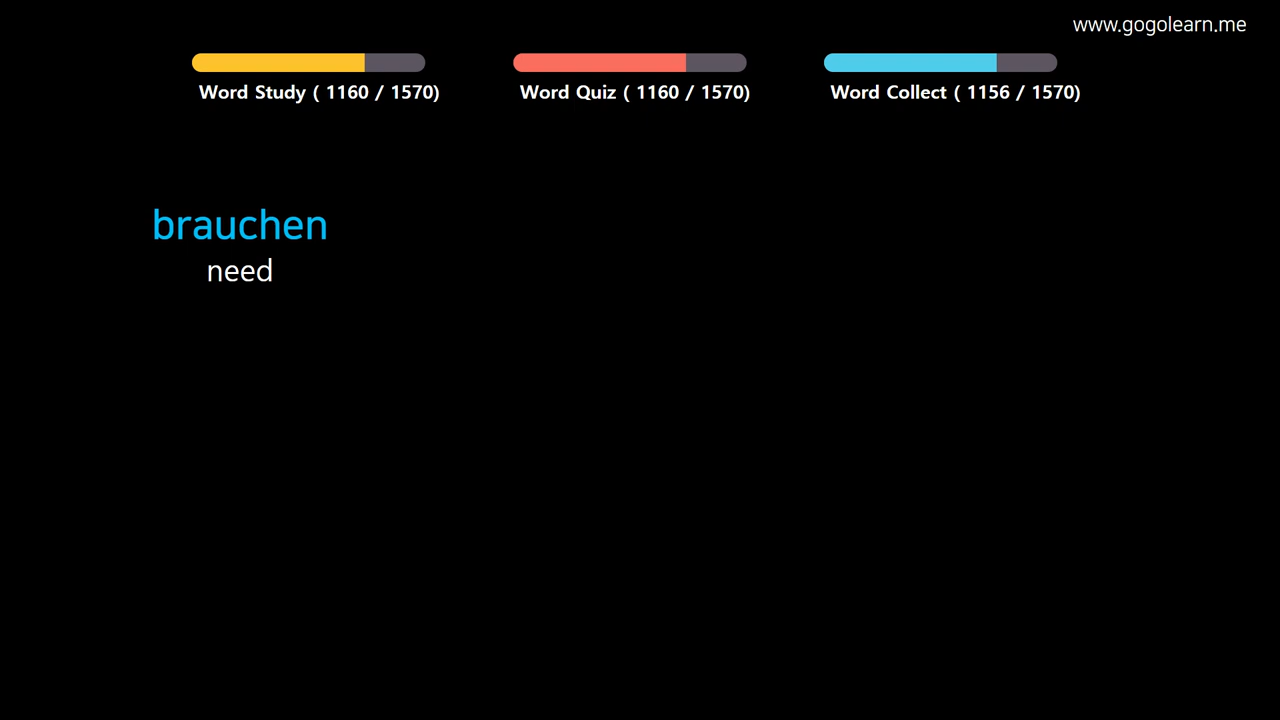 www.gogolearn.me
Word Study ( 1160 / 1570)
Word Quiz ( 1160 / 1570)
Word Collect ( 1156 / 1570)
brauchen
need